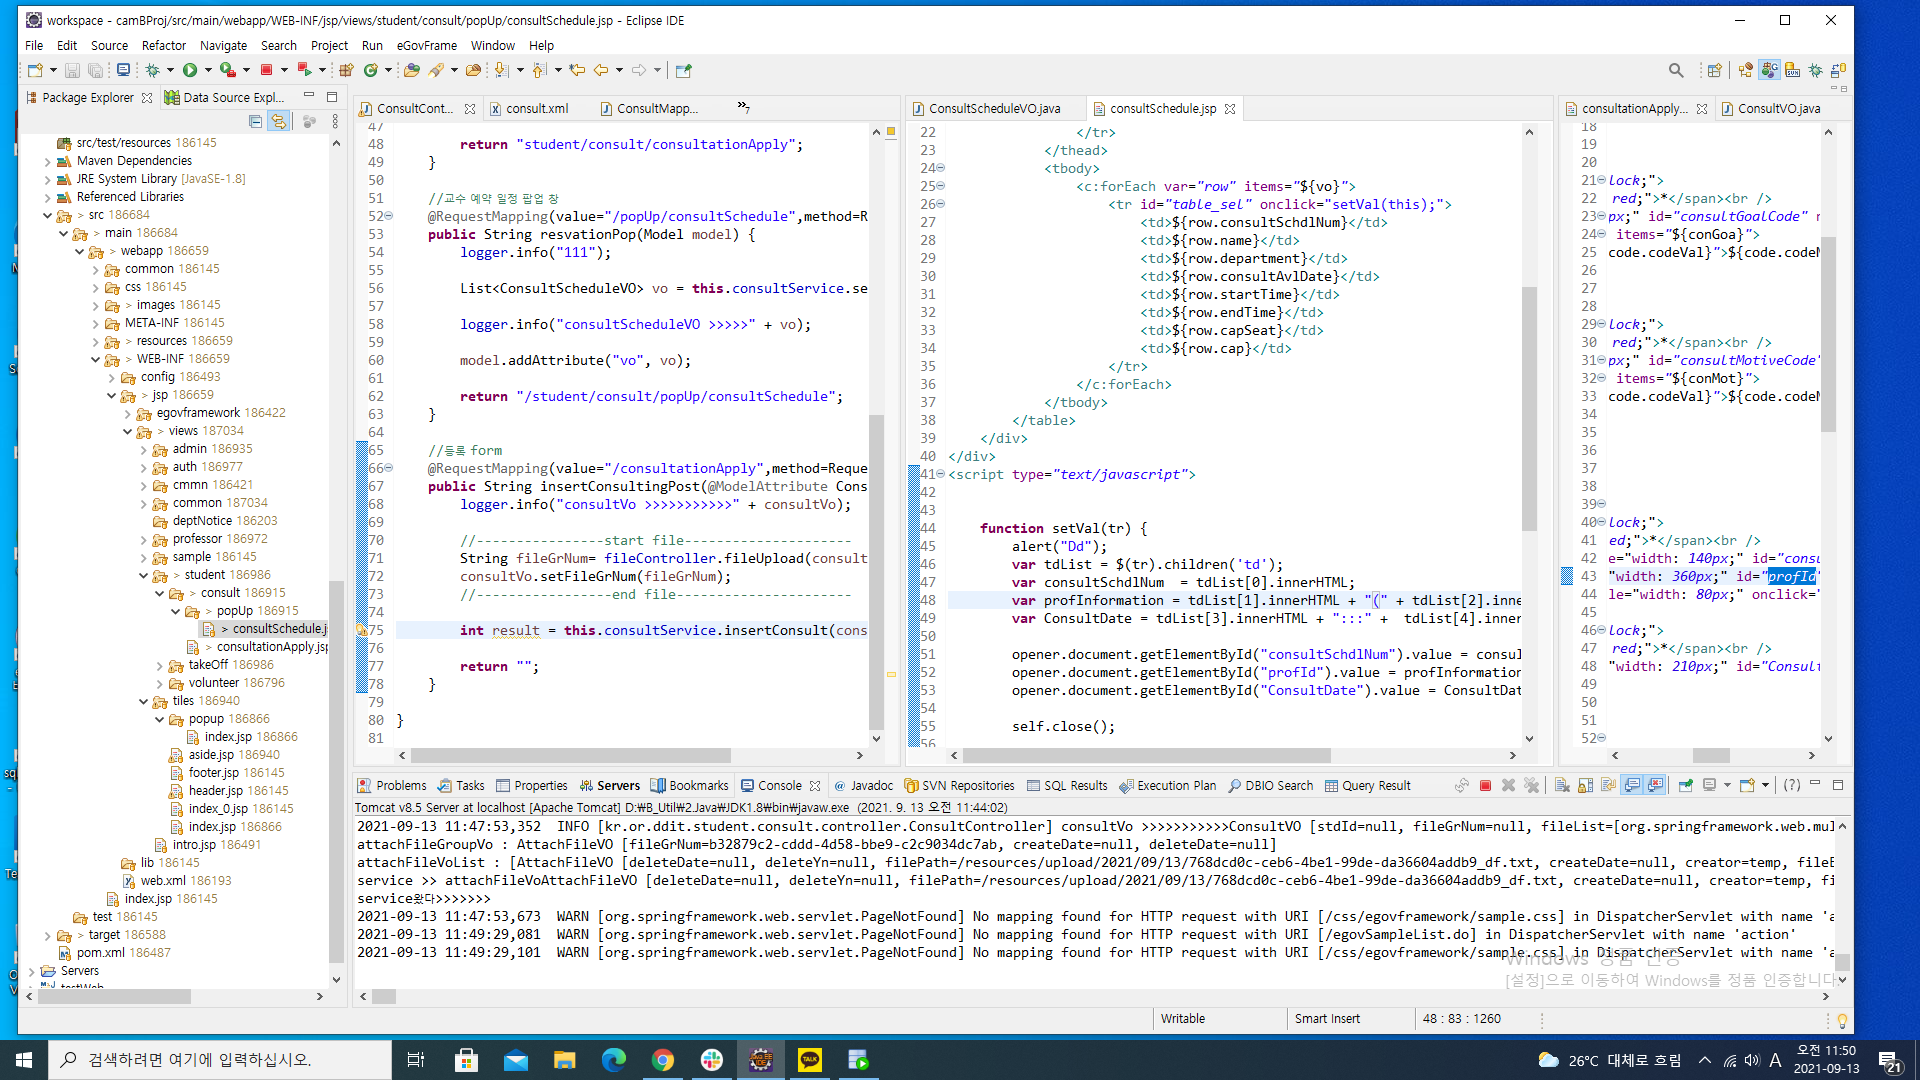 workspace - camBProj/src/main/webapp/WEB-INF/jsp/views/student/consult/popUp/consultSchedule.jsp - Eclipse IDE
File Edit Source Refactor Navigate Search Project Run eGovFrame Window Help
Package Explorer
Data Source Expl...
src/test/resources 186145
Maven Dependencies
JRE System Library [JavaSE-1.8]
Referenced Libraries
> src 186684
> main 186684
> webapp 186659
common 186145
css 186145
> images 186145
META-INF 186145
> resources 186659
> WEB-INF 186659
config 186493
> jsp 186659
egovframework 186422
> views 187034
admin 186935
auth 186977
cmmn 186421
common 187034
deptNotice 186203
professor 186972
sample 186145
> student 186986
> consult 186915
> popUp 186915
> consultSchedule.js
> consultationApply.jsp
takeOff 186986
volunteer 186796
tiles 186940
popup 186866
index.jsp 186866
aside.jsp 186940
footer.jsp 186145
header.jsp 186145
index_0.jsp 186145
index.jsp 186866
intro.jsp 186491
lib 186145
web.xml 186193
index.jsp 186145
test 186145
> target 186588
pom.xml 186487
Servers
testWeb
ConsultCont...
consult.xml
ConsultMapp...
»7
47
48 return "student/consult/consultationApply";
49 }
50
51 //교수 예약 일정 팝업 창
52 @RequestMapping(value="/popUp/consultSchedule",method=R
53 public String resvationPop(Model model) {
54 logger.info("111");
55
56 List<ConsultScheduleVO> vo = this.consultService.se
57
58 logger.info("consultScheduleVO >>>>>" + vo);
59
60 model.addAttribute("vo", vo);
61
62 return "/student/consult/popUp/consultSchedule";
63 }
64
65 //등록 form
66 @RequestMapping(value="/consultationApply",method=Reque
67 public String insertConsultingPost(@ModelAttribute Cons
68 logger.info("consultVo >>>>>>>>>>>" + consultVo);
69
70 //----------------start file---------------------
71 String fileGrNum= fileController.fileUpload(consult
72 consultVo.setFileGrNum(fileGrNum);
73 //-----------------end file----------------------
74
75 int result = this.consultService.insertConsult(cons
76
77 return "";
78 }
79
80 }
81
ConsultScheduleVO.java
consultSchedule.jsp
22 </tr>
23 </thead>
24 <tbody>
25 <c:forEach var="row" items="${vo}">
26 <tr id="table_sel" onclick="setVal(this);">
27 <td>${row.consultSchdlNum}</td>
28 <td>${row.name}</td>
29 <td>${row.department}</td>
30 <td>${row.consultAvlDate}</td>
31 <td>${row.startTime}</td>
32 <td>${row.endTime}</td>
33 <td>${row.capSeat}</td>
34 <td>${row.cap}</td>
35 </tr>
36 </c:forEach>
37 </tbody>
38 </table>
39 </div>
40 </div>
41 <script type="text/javascript">
42
43
44 function setVal(tr) {
45 alert("Dd");
46 var tdList = $(tr).children('td');
47 var consultSchdlNum = tdList[0].innerHTML;
48 var profInformation = tdList[1].innerHTML + "(" + tdList[2].inne
49 var ConsultDate = tdList[3].innerHTML + ":::" + tdList[4].inner
50
51 opener.document.getElementById("consultSchdlNum").value = consul
52 opener.document.getElementById("profId").value = profInformation
53 opener.document.getElementById("ConsultDate").value = ConsultDat
54
55 self.close();
56
consultationApply...
ConsultVO.java
18
19
20
21 lock;">
22 red;">*</span><br />
23 px;" id="consultGoalCode" r
24 items="${conGoa}">
25 code.codeVal}">${code.codeN
26
27
28
29 lock;">
30 red;">*</span><br />
31 px;" id="consultMotiveCode"
32 items="${conMot}">
33 code.codeVal}">${code.codeN
34
35
36
37
38
39
40 lock;">
41 ed;">*</span><br />
42 e="width: 140px;" id="consu
43 "width: 360px;" id="profId"
44 le="width: 80px;" onclick="
45
46 lock;">
47 red;">*</span><br />
48 "width: 210px;" id="Consult
49
50
51
52
Problems Tasks Properties Servers Bookmarks Console Javadoc SVN Repositories SQL Results Execution Plan DBIO Search Query Result
Tomcat v8.5 Server at localhost [Apache Tomcat] D:₩B_Util₩2.Java₩JDK1.8₩bin₩javaw.exe (2021. 9. 13 오전 11:44:02)
2021-09-13 11:47:53,352 INFO [kr.or.ddit.student.consult.controller.ConsultController] consultVo >>>>>>>>>>>ConsultVO [stdId=null, fileGrNum=null, fileList=[org.springframework.web.mul
attachFileGroupVo : AttachFileVO [fileGrNum=b32879c2-cddd-4d58-bbe9-c2c9034dc7ab, createDate=null, deleteDate=null]
attachFileVoList : [AttachFileVO [deleteDate=null, deleteYn=null, filePath=/resources/upload/2021/09/13/768dcd0c-ceb6-4be1-99de-da36604addb9_df.txt, createDate=null, creator=temp, fileE
service >> attachFileVoAttachFileVO [deleteDate=null, deleteYn=null, filePath=/resources/upload/2021/09/13/768dcd0c-ceb6-4be1-99de-da36604addb9_df.txt, createDate=null, creator=temp, fi
service왔다>>>>>>>
2021-09-13 11:47:53,673 WARN [org.springframework.web.servlet.PageNotFound] No mapping found for HTTP request with URI [/css/egovframework/sample.css] in DispatcherServlet with name 'a
2021-09-13 11:49:29,081 WARN [org.springframework.web.servlet.PageNotFound] No mapping found for HTTP request with URI [/egovSampleList.do] in DispatcherServlet with name 'action'
2021-09-13 11:49:29,101 WARN [org.springframework.web.servlet.PageNotFound] No mapping found for HTTP request with URI [/css/egovframework/sample.css] in DispatcherServlet with name 'a
Windows 정품 인증
[설정]으로 이동하여 Windows를 정품 인증합니다.
Writable
Smart Insert
48 : 83 : 1260
검색하려면 여기에 입력하십시오.
TALK
26°C 대체로 흐림
A
오전 11:50
2021-09-13
21